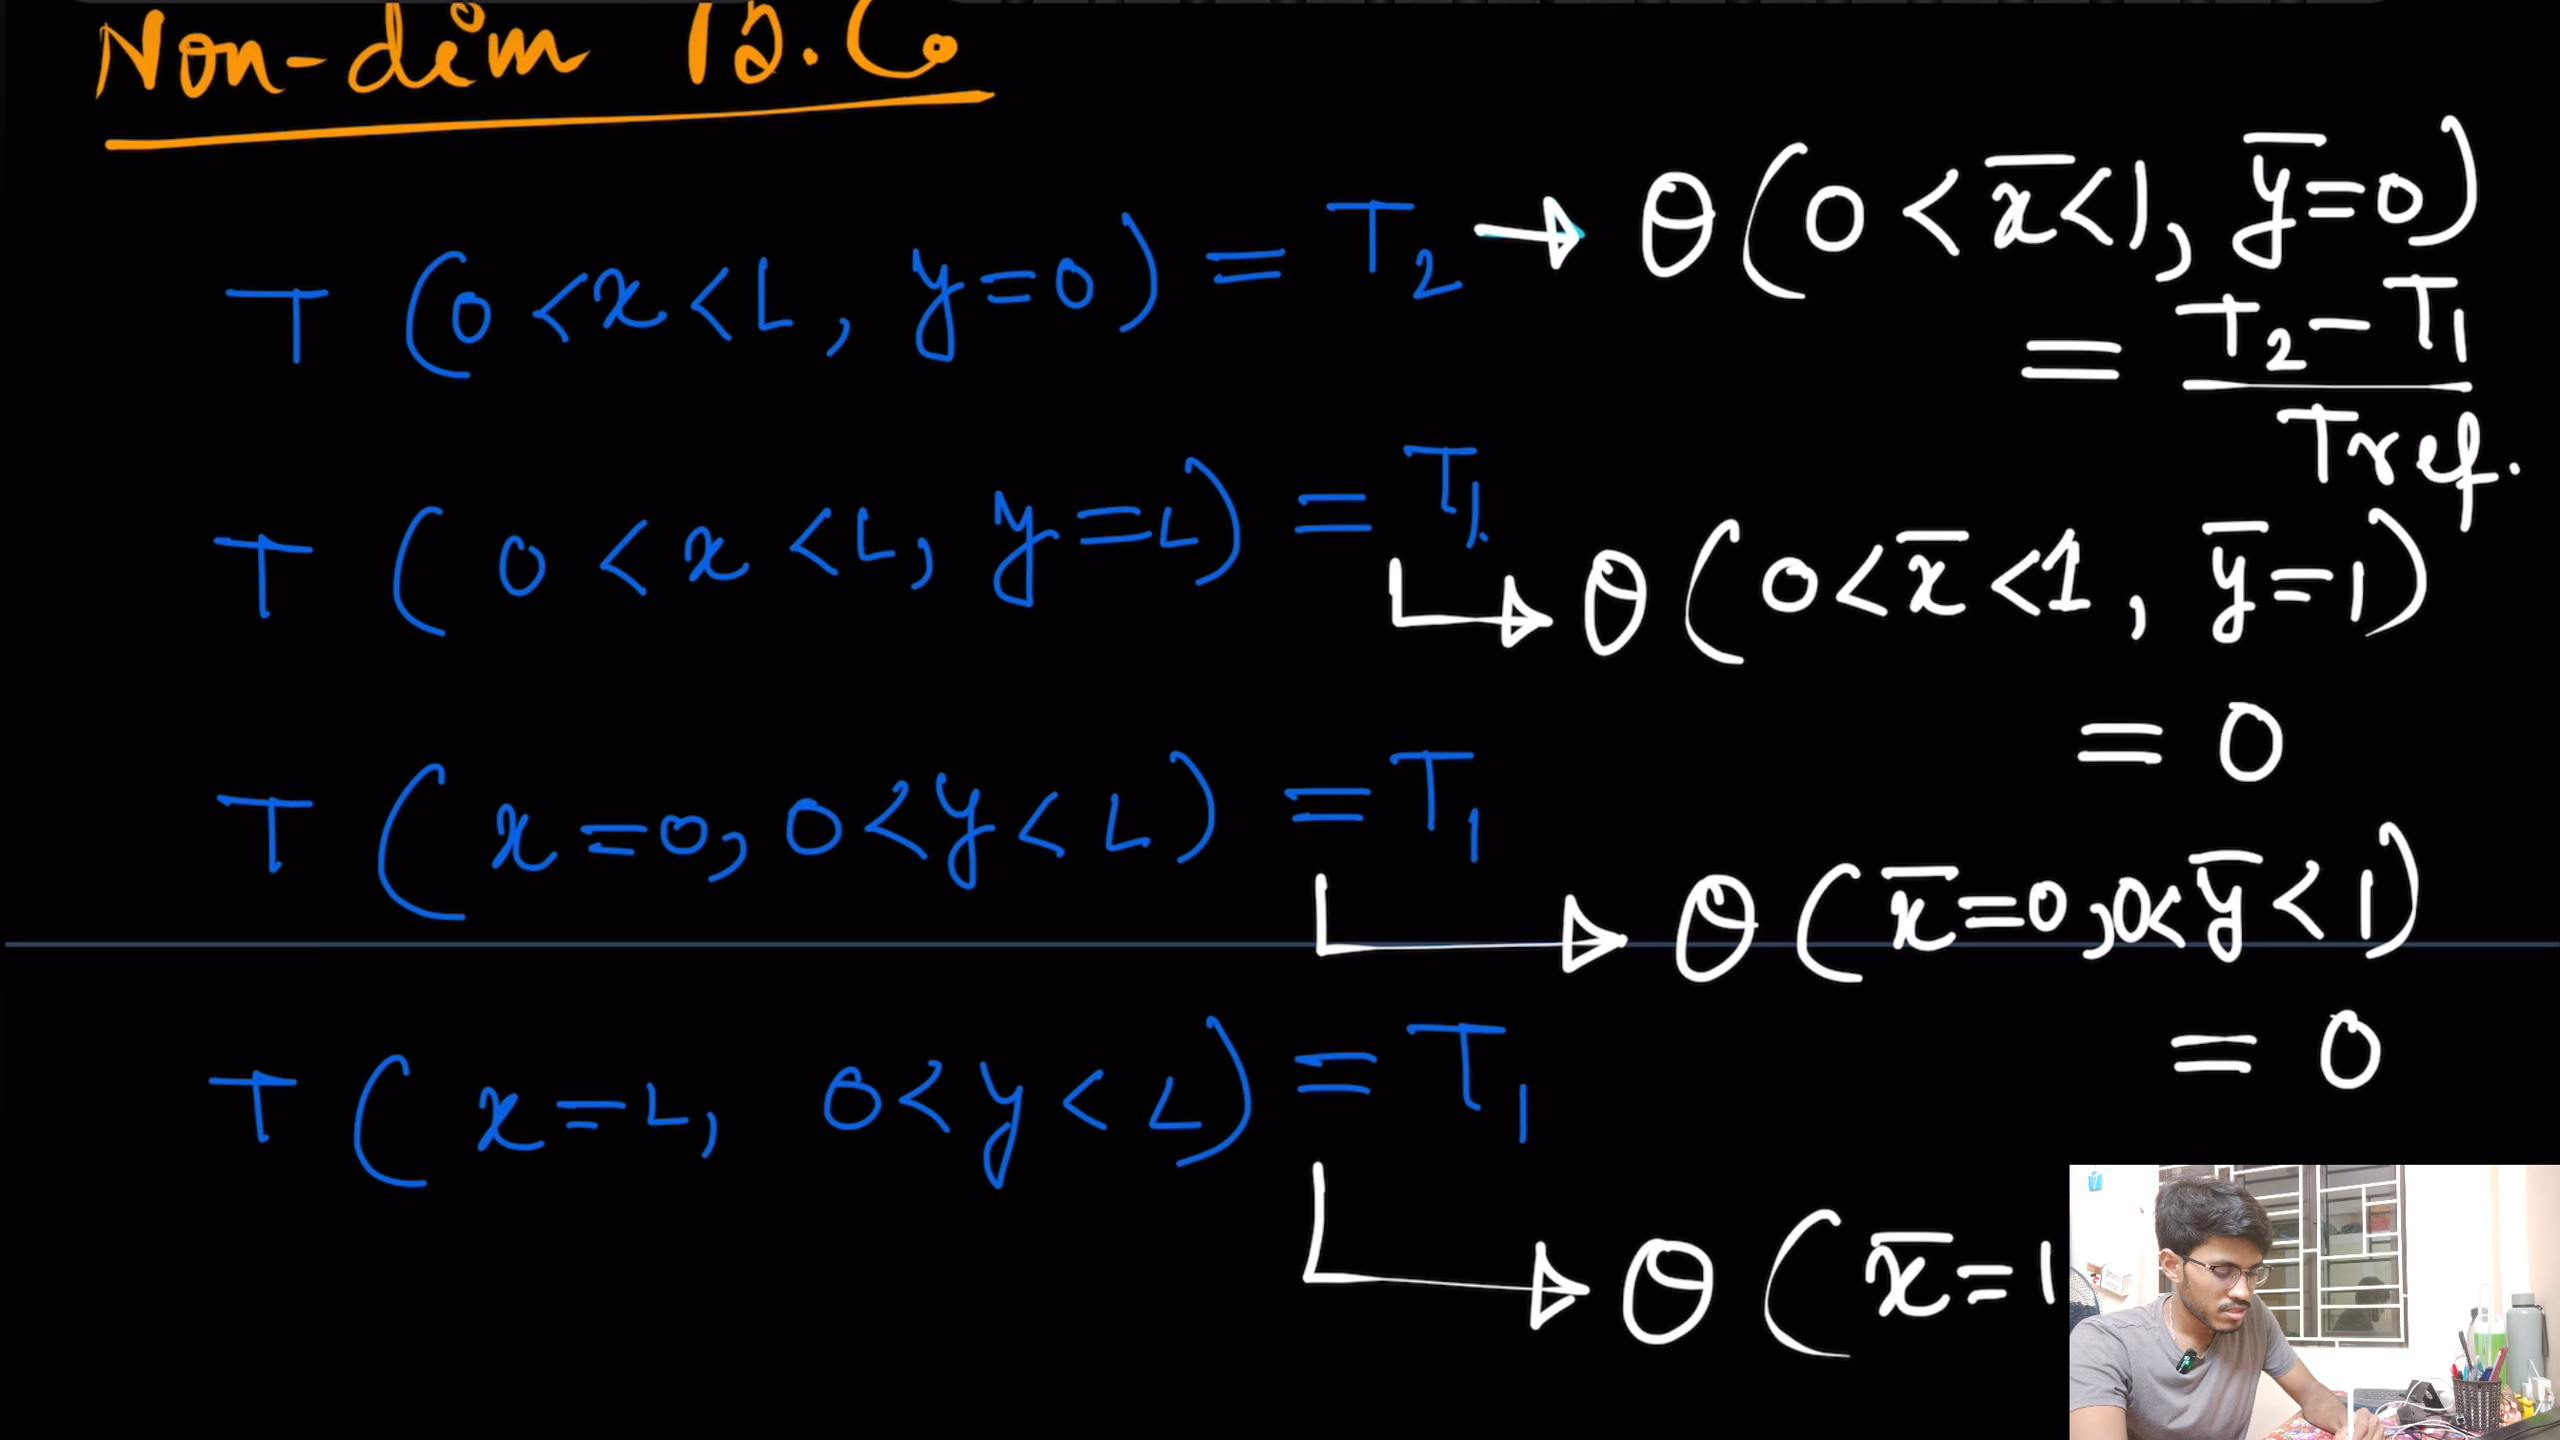 Non-dim B.C.
T (0 < x < L, y = 0) = T₂ → θ (0 < x̅ < 1, y̅ = 0)
= (T₂ - T₁) / Tref.
T (0 < x < L, y = L) = T₁.
θ (0 < x̅ < 1, y̅ = 1)
= 0
T (x = 0, 0 < y < L) = T₁
θ (x̅ = 0, 0 < y̅ < 1)
= 0
T (x = L, 0 < y < L) = T₁
θ (x̅ = 1